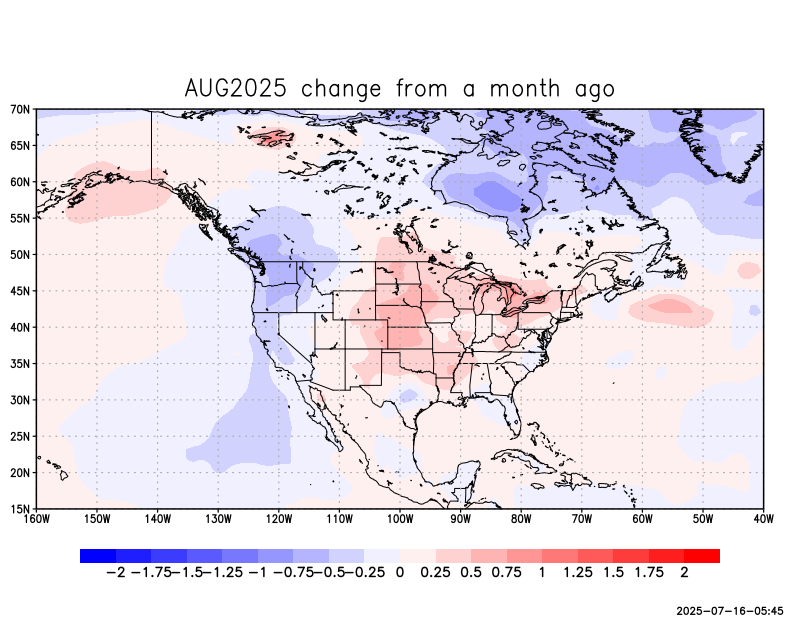 AUG2025 change from a month ago
70N
65N
60N
55N
50N
45N
40N
35N
30N
25N
20N
15N
160W 150W 140W 130W 120W 110W 100W 90W 80W 70W 60W 50W 40W
-2 -1.75 -1.5 -1.25 -1 -0.75 -0.5 -0.25 0 0.25 0.5 0.75 1 1.25 1.5 1.75 2
2025-07-16-05:45